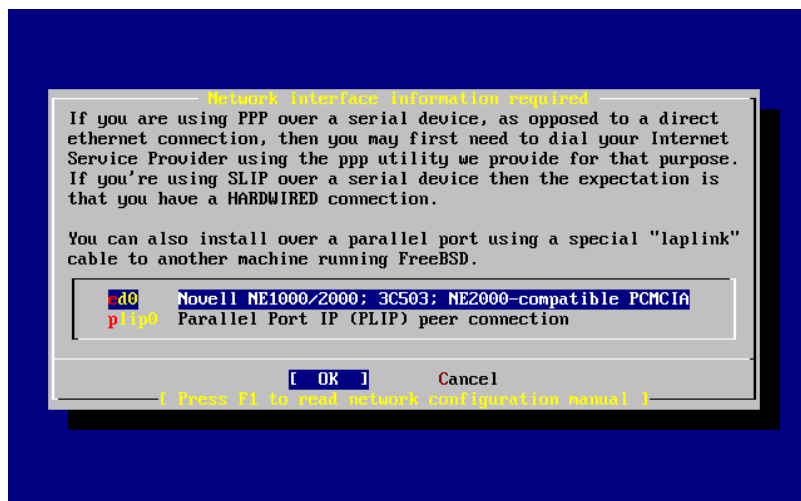 Network interface information required
If you are using PPP over a serial device, as opposed to a direct
ethernet connection, then you may first need to dial your Internet
Service Provider using the ppp utility we provide for that purpose.
If you're using SLIP over a serial device then the expectation is
that you have a HARDWIRED connection.
You can also install over a parallel port using a special "laplink"
cable to another machine running FreeBSD.
ed0 Novell NE1000/2000; 3C503; NE2000-compatible PCMCIA
plip0 Parallel Port IP (PLIP) peer connection
[ OK ] Cancel
[ Press F1 to read network configuration manual ]